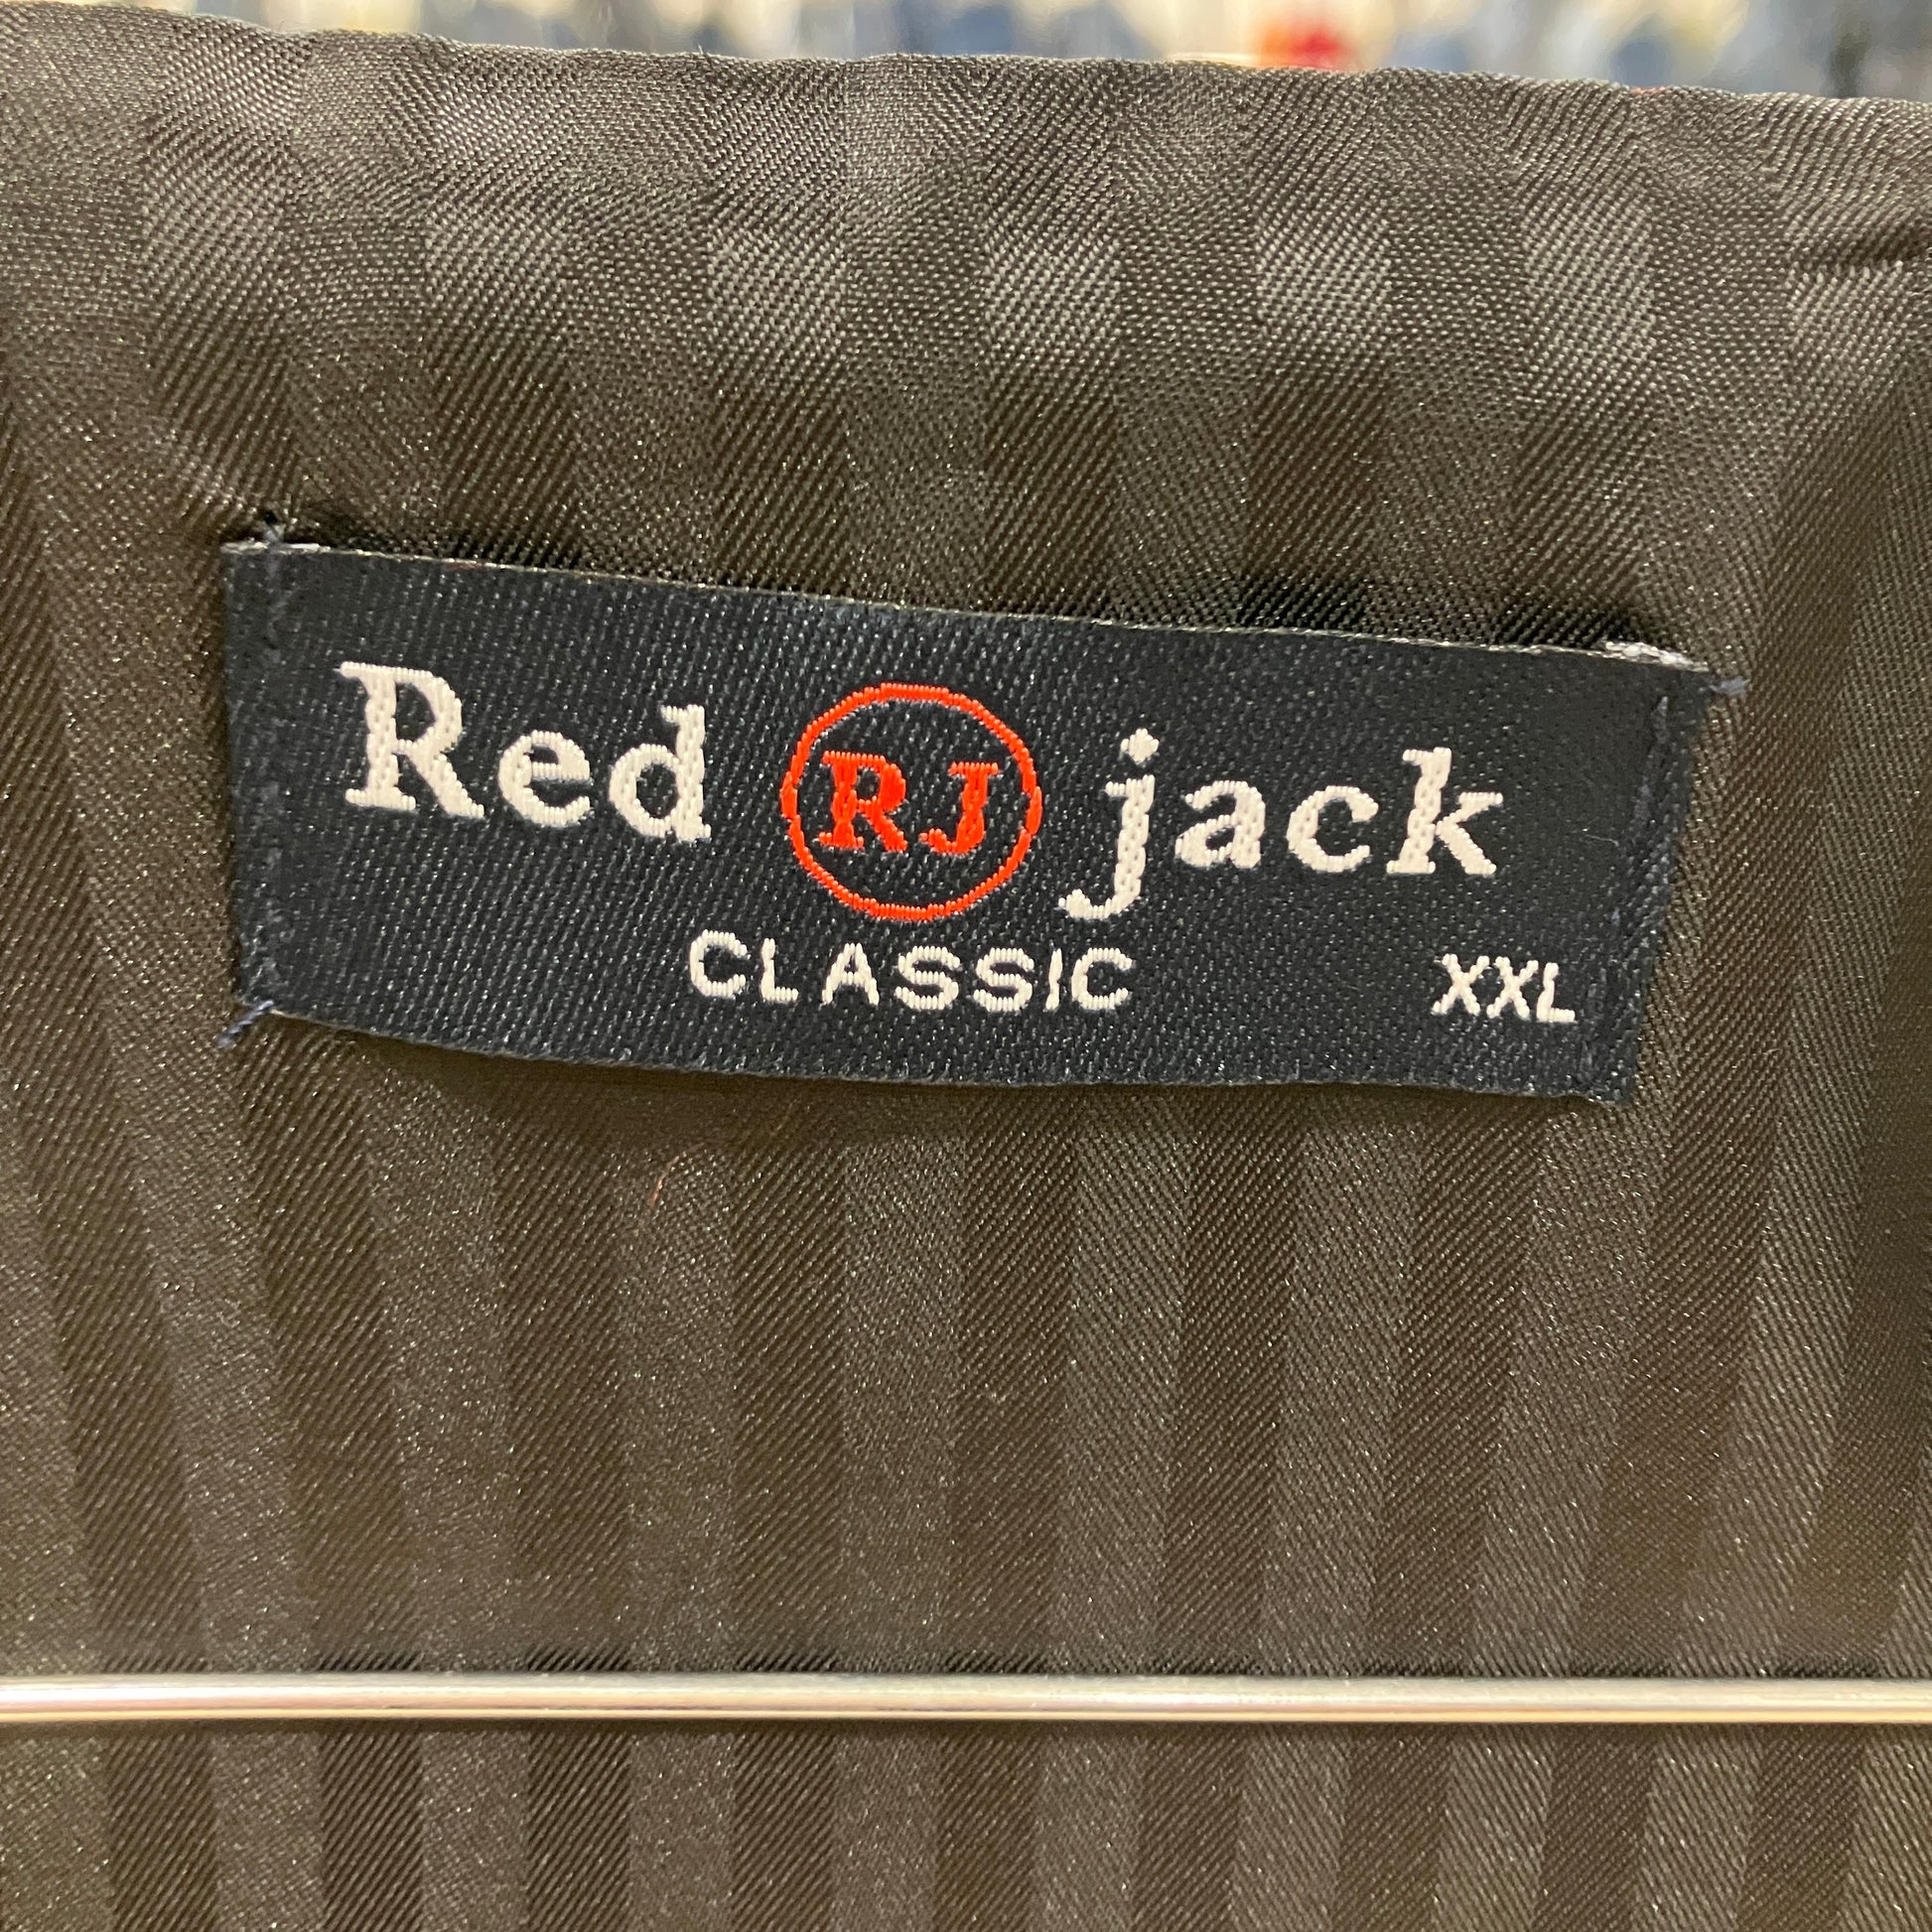 Red RJ jack
CLASSIC XXL